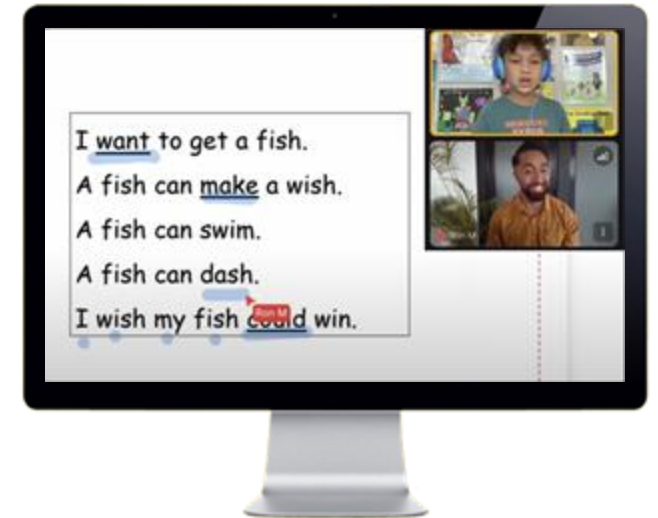 I want to get a fish.
A fish can make a wish.
A fish can swim.
A fish can dash.
I wish my fish could win.
Ron M